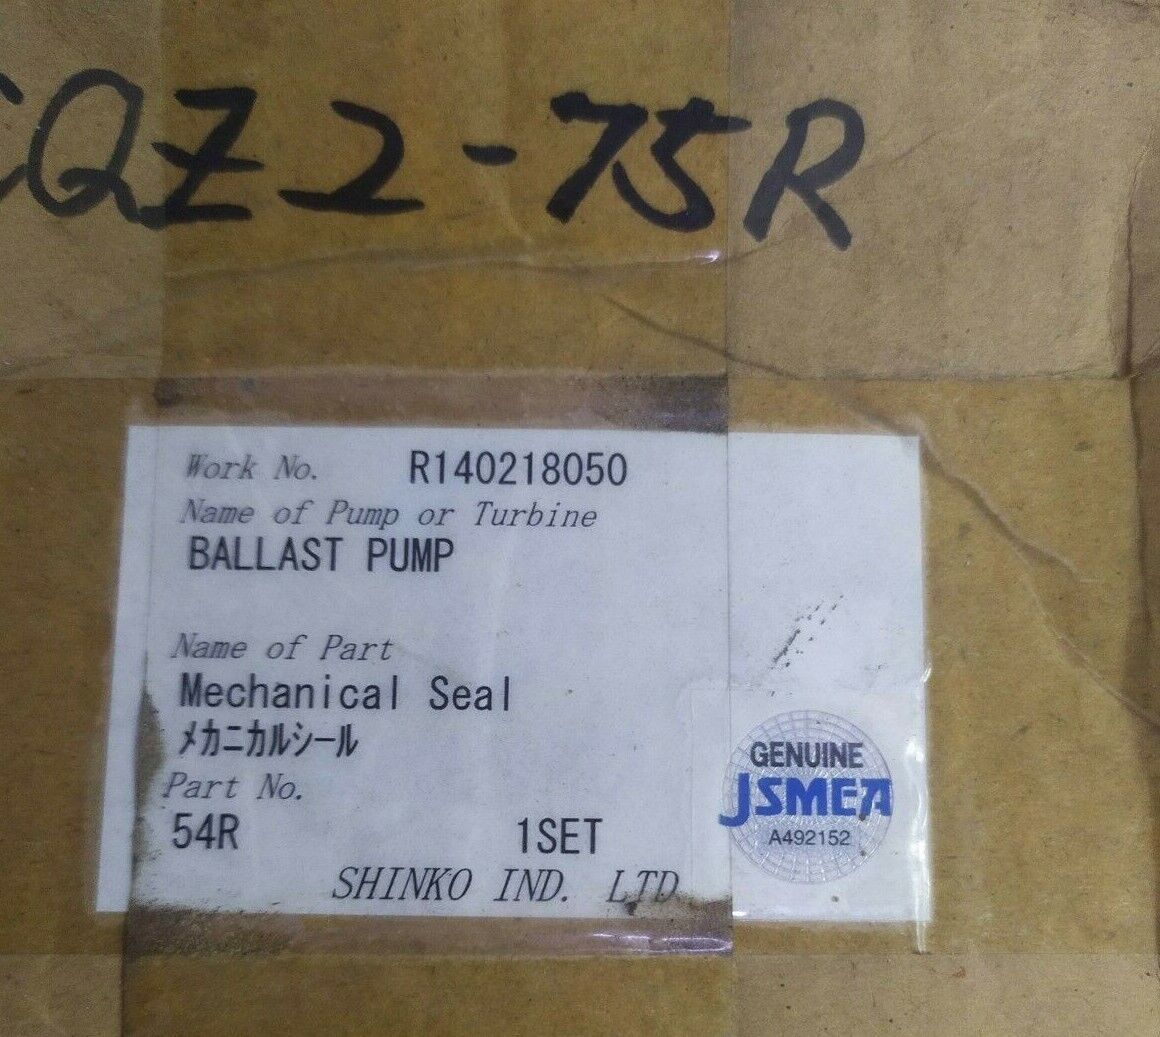 CQZ2-75R
Work No. R140218050
Name of Pump or Turbine
BALLAST PUMP
Name of Part
Mechanical Seal
メカニカルシール
Part No.
54R 1SET
SHINKO IND. LTD
GENUINE
JSMEA
A492152